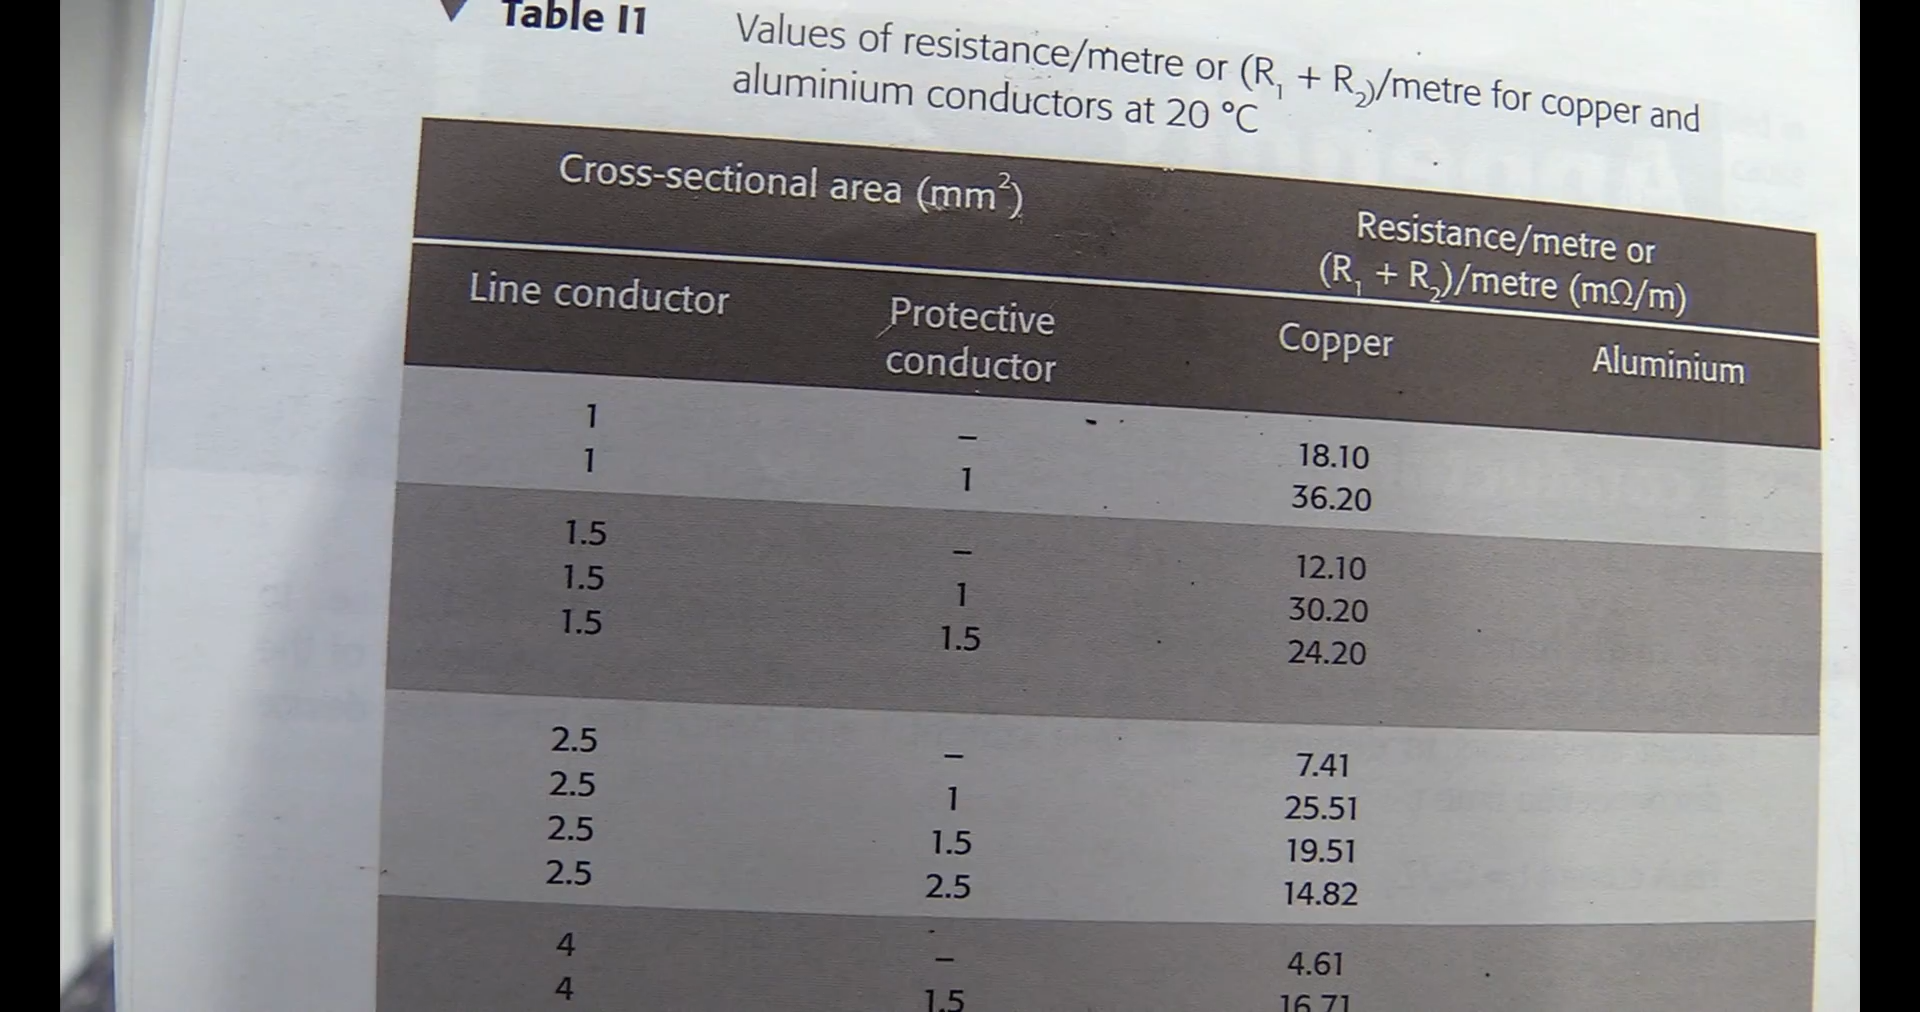 Table I1 Values of resistance/metre or (R₁ + R₂)/metre for copper and
aluminium conductors at 20 °C
Cross-sectional area (mm²) Resistance/metre or
(R₁ + R₂)/metre (mΩ/m)
Line conductor Protective conductor Copper Aluminium
1 – 18.10
1 1 36.20
1.5 – 12.10
1.5 1 30.20
1.5 1.5 24.20
2.5 – 7.41
2.5 1 25.51
2.5 1.5 19.51
2.5 2.5 14.82
4 – 4.61
4 1.5 16.71